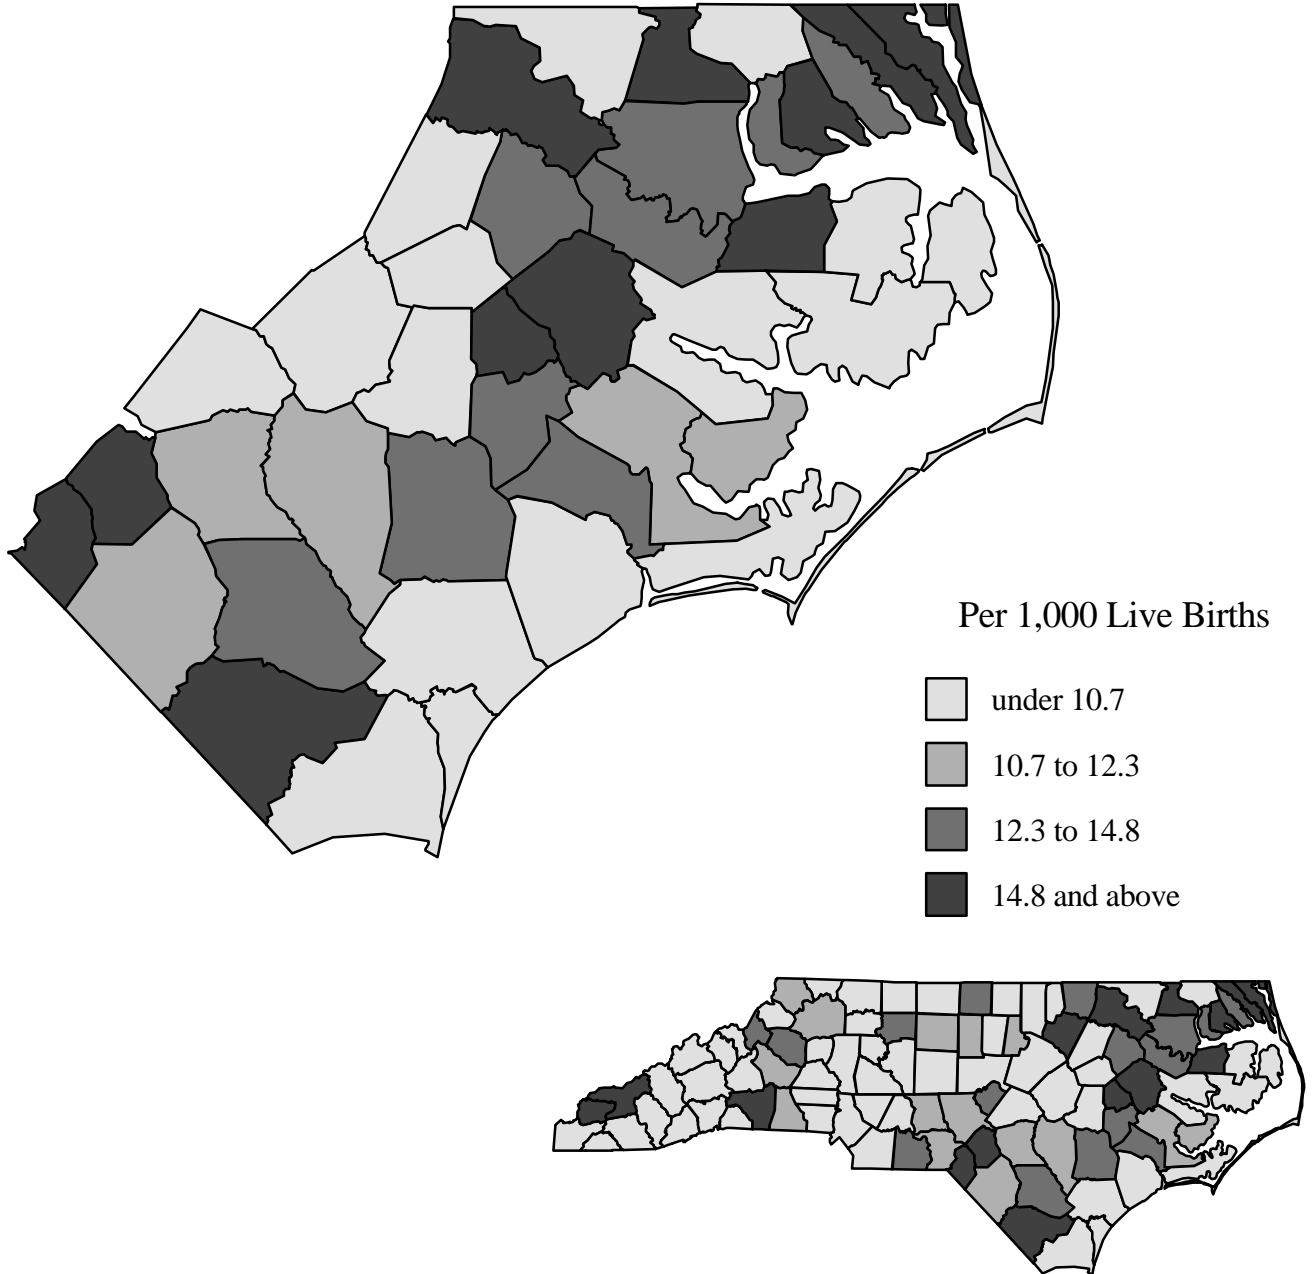 Per 1,000 Live Births
under 10.7
10.7 to 12.3
12.3 to 14.8
14.8 and above